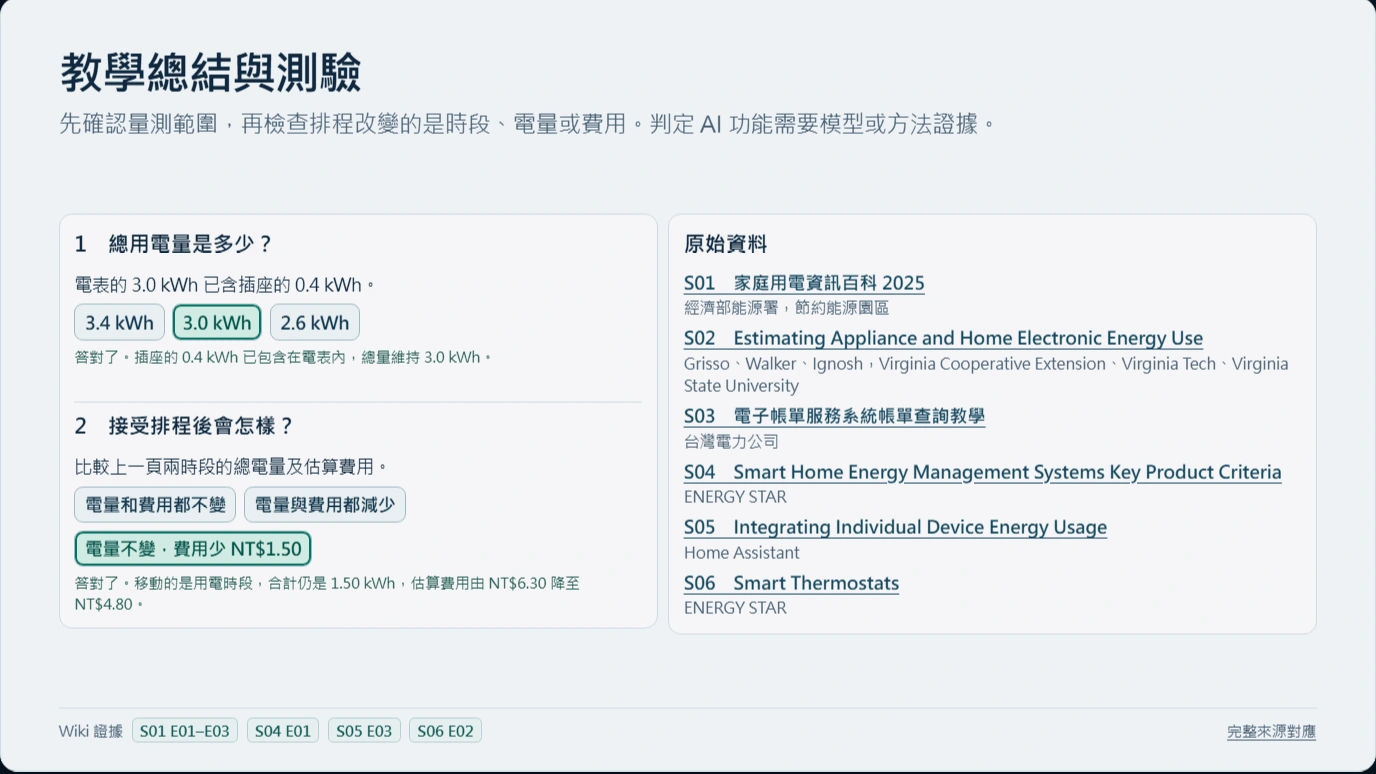 教學總結與測驗
先確認量測範圍，再檢查排程改變的是時段、電量或費用。判定 AI 功能需要模型或方法證據。
1 總用電量是多少？
電表的 3.0 kWh 已含插座的 0.4 kWh。
3.4 kWh 3.0 kWh 2.6 kWh
答對了。插座的 0.4 kWh 已包含在電表內，總量維持 3.0 kWh。
2 接受排程後會怎樣？
比較上一頁兩時段的總電量及估算費用。
電量和費用都不變 電量與費用都減少
電量不變，費用少 NT$1.50
答對了。移動的是用電時段，合計仍是 1.50 kWh，估算費用由 NT$6.30 降至
NT$4.80。
原始資料
S01 家庭用電資訊百科 2025
經濟部能源署，節約能源園區
S02 Estimating Appliance and Home Electronic Energy Use
Grisso、Walker、Ignosh，Virginia Cooperative Extension、Virginia Tech、Virginia
State University
S03 電子帳單服務系統帳單查詢教學
台灣電力公司
S04 Smart Home Energy Management Systems Key Product Criteria
ENERGY STAR
S05 Integrating Individual Device Energy Usage
Home Assistant
S06 Smart Thermostats
ENERGY STAR
Wiki 證據 S01 E01–E03 S04 E01 S05 E03 S06 E02
完整來源對應